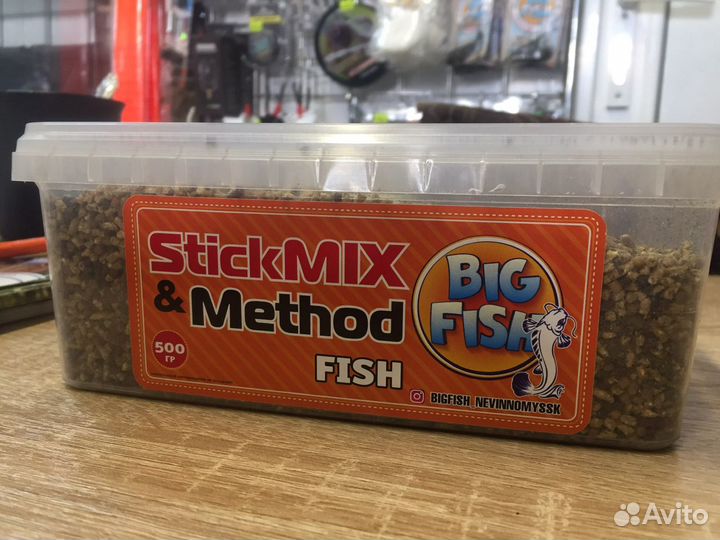 StickMIX
& Method
FISH
500
ГР
BIG
FISH
BIGFISH_NEVINNOMYSSK
Avito